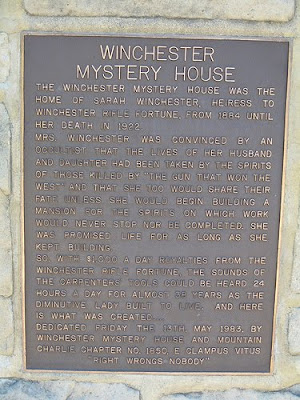 WINCHESTER
MYSTERY HOUSE
THE WINCHESTER MYSTERY HOUSE WAS THE
HOME OF SARAH WINCHESTER, HEIRESS TO
WINCHESTER RIFLE FORTUNE, FROM 1884 UNTIL
HER DEATH IN 1922.
MRS. WINCHESTER WAS CONVINCED BY AN
OCCULTIST THAT THE LIVES OF HER HUSBAND
AND DAUGHTER HAD BEEN TAKEN BY THE SPIRITS
OF THOSE KILLED BY "THE GUN THAT WON THE
WEST" AND THAT SHE TOO WOULD SHARE THEIR
FATE UNLESS SHE WOULD BEGIN BUILDING A
MANSION FOR THE SPIRITS ON WHICH WORK
WOULD NEVER STOP NOR BE COMPLETED. SHE
WAS PROMISED LIFE FOR AS LONG AS SHE
KEPT BUILDING.
SO, WITH $1,000 A DAY ROYALTIES FROM THE
WINCHESTER RIFLE FORTUNE, THE SOUNDS OF
THE CARPENTERS' TOOLS COULD BE HEARD 24
HOURS A DAY FOR ALMOST 38 YEARS AS THE
DIMINUTIVE LADY BUILT TO LIVE. AND HERE
IS WHAT WAS CREATED...
DEDICATED FRIDAY THE 13TH, MAY, 1983, BY
WINCHESTER MYSTERY HOUSE AND MOUNTAIN
CHARLIE CHAPTER NO. 1850, E CLAMPUS VITUS
"RIGHT WRONGS NOBODY"